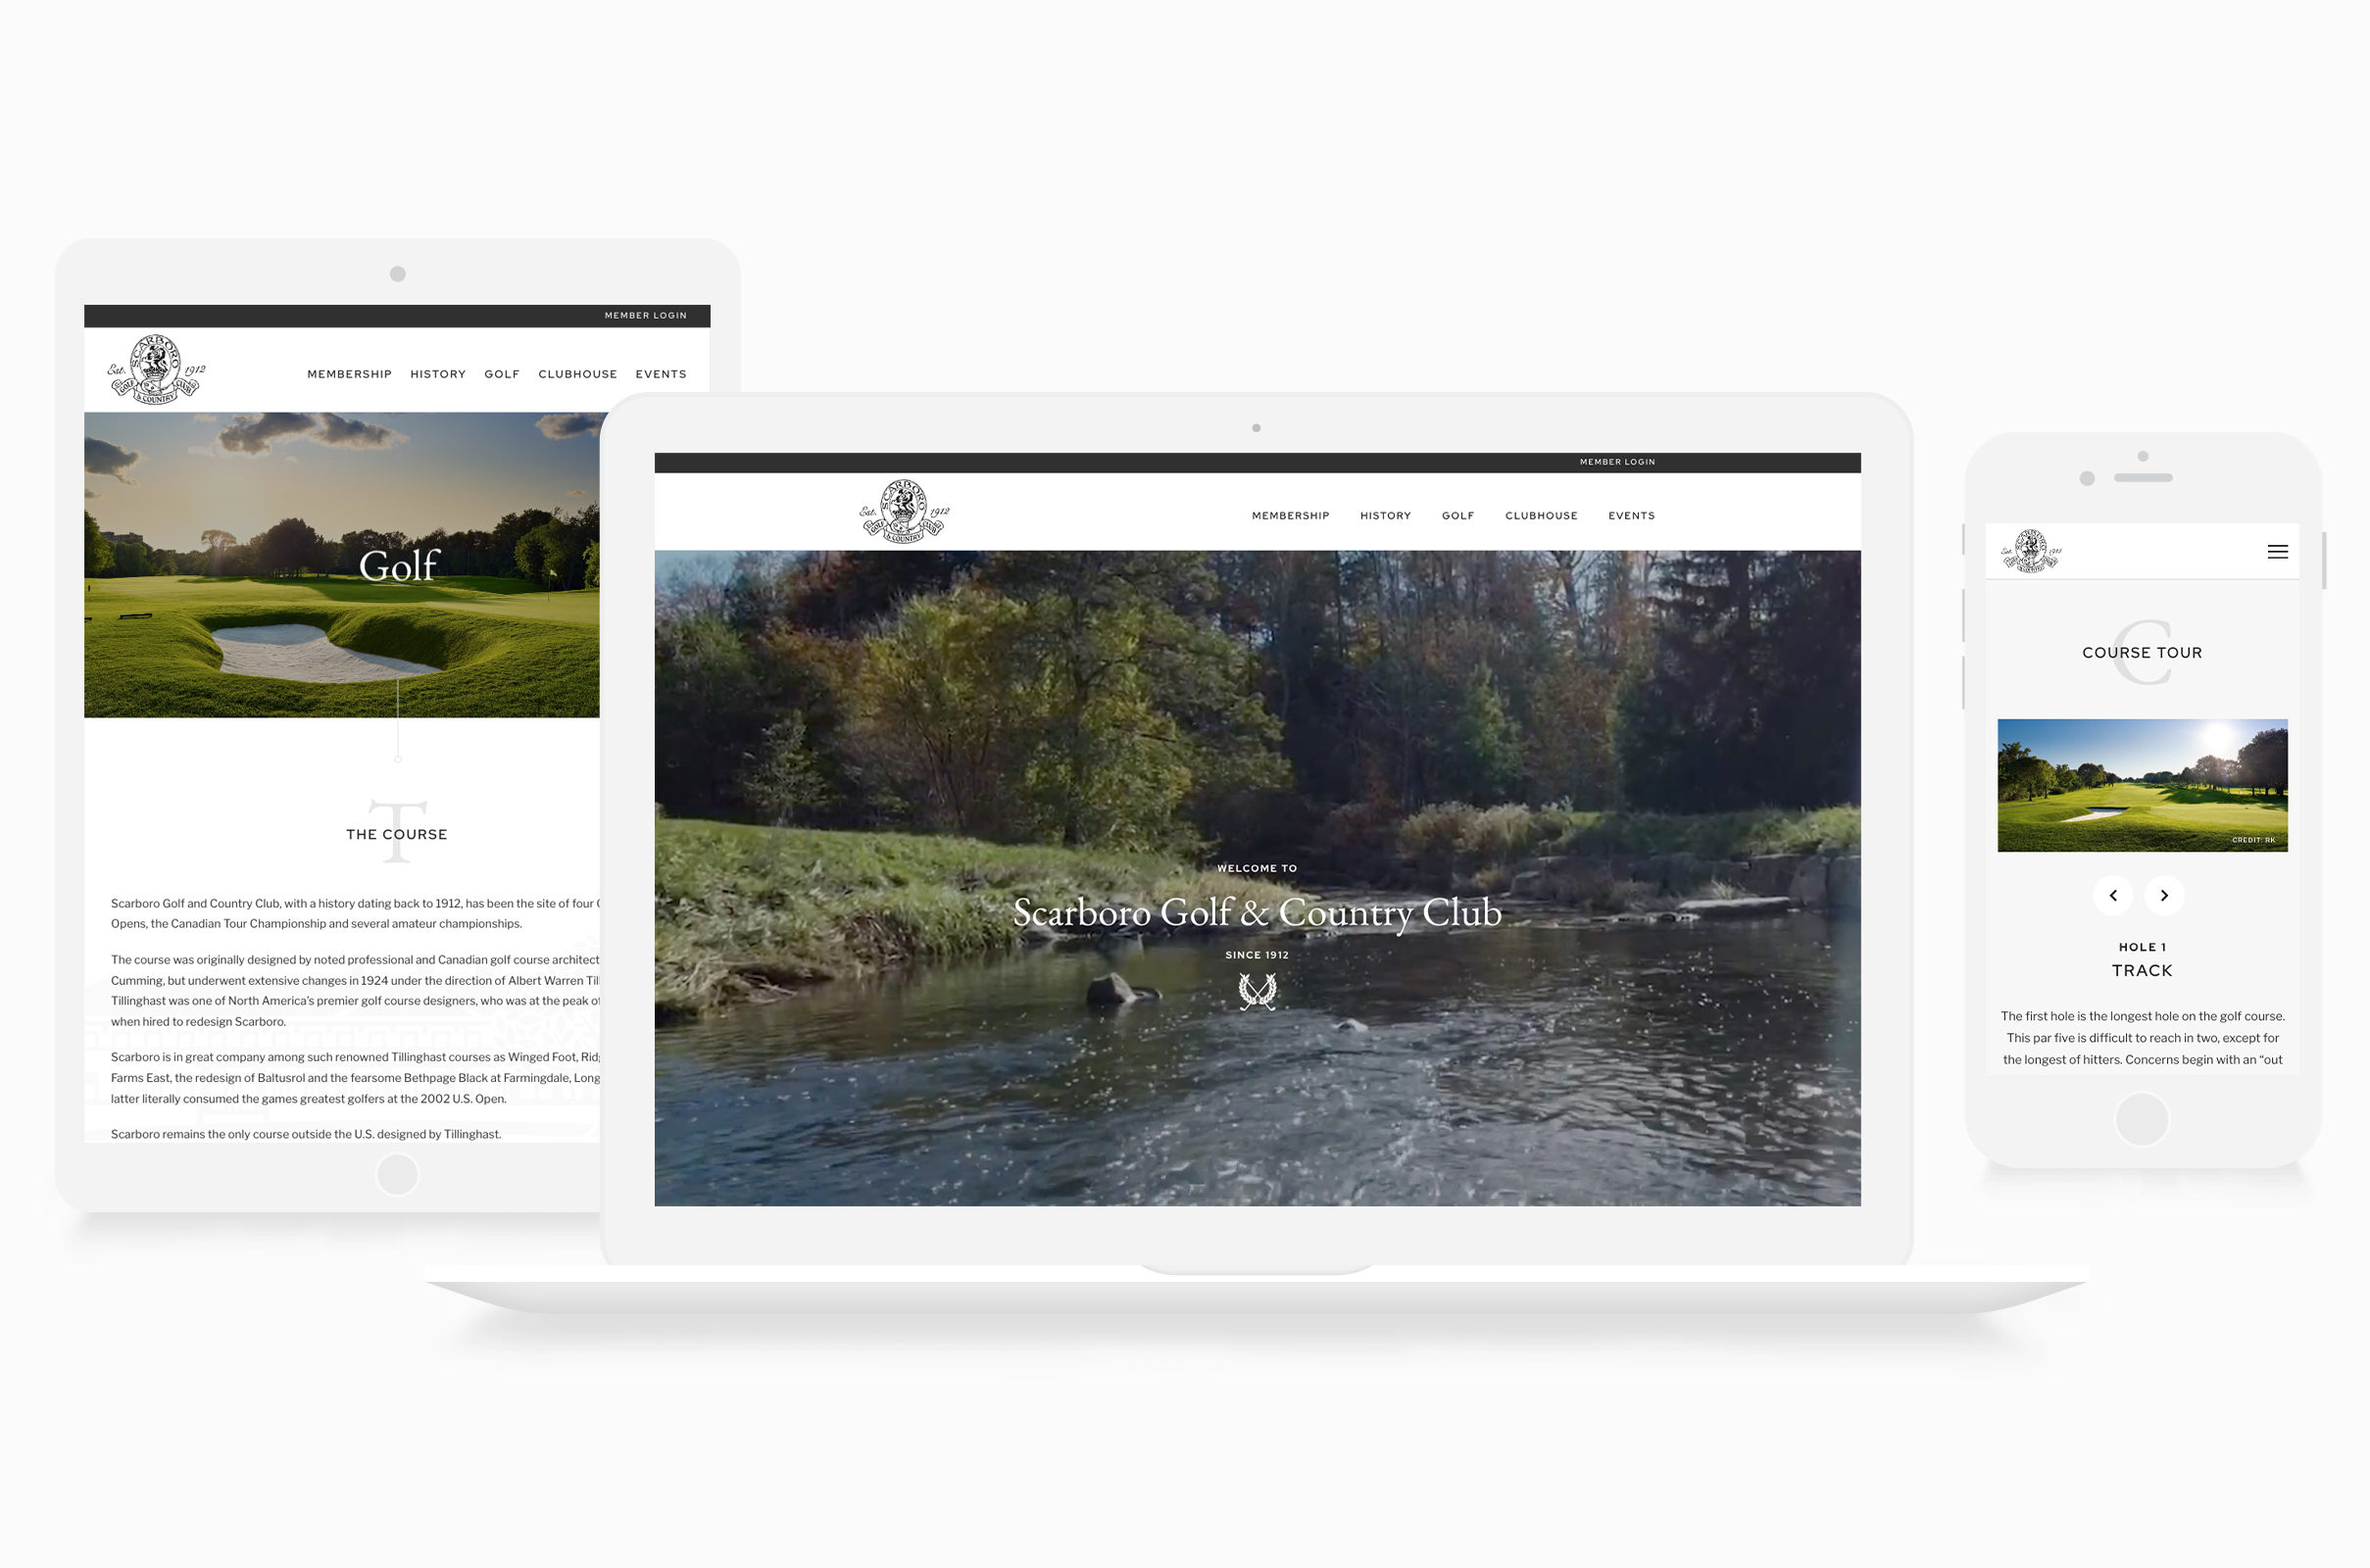 MEMBER LOGIN
SCARBORO
Est. 1912
GOLF & COUNTRY CLUB
MEMBERSHIP HISTORY GOLF CLUBHOUSE EVENTS
Golf
T
THE COURSE
Scarboro Golf and Country Club, with a history dating back to 1912, has been the site of four
Opens, the Canadian Tour Championship and several amateur championships.
The course was originally designed by noted professional and Canadian golf course architect
Cumming, but underwent extensive changes in 1924 under the direction of Albert Warren
Tillinghast was one of North America’s premier golf course designers, who was at the peak
when hired to redesign Scarboro.
Scarboro is in great company among such renowned Tillinghast courses as Winged Foot,
Farms East, the redesign of Baltusrol and the fearsome Bethpage Black at Farmingdale, Long
latter literally consumed the games greatest golfers at the 2002 U.S. Open.
Scarboro remains the only course outside the U.S. designed by Tillinghast.
MEMBER LOGIN
SCARBORO
Est. 1912
GOLF & COUNTRY CLUB
MEMBERSHIP HISTORY GOLF CLUBHOUSE EVENTS
WELCOME TO
Scarboro Golf & Country Club
SINCE 1912
SCARBORO
Est. 1912
C
COURSE TOUR
CREDIT: RK
HOLE 1
TRACK
The first hole is the longest hole on the golf course.
This par five is difficult to reach in two, except for
the longest of hitters. Concerns begin with an “out